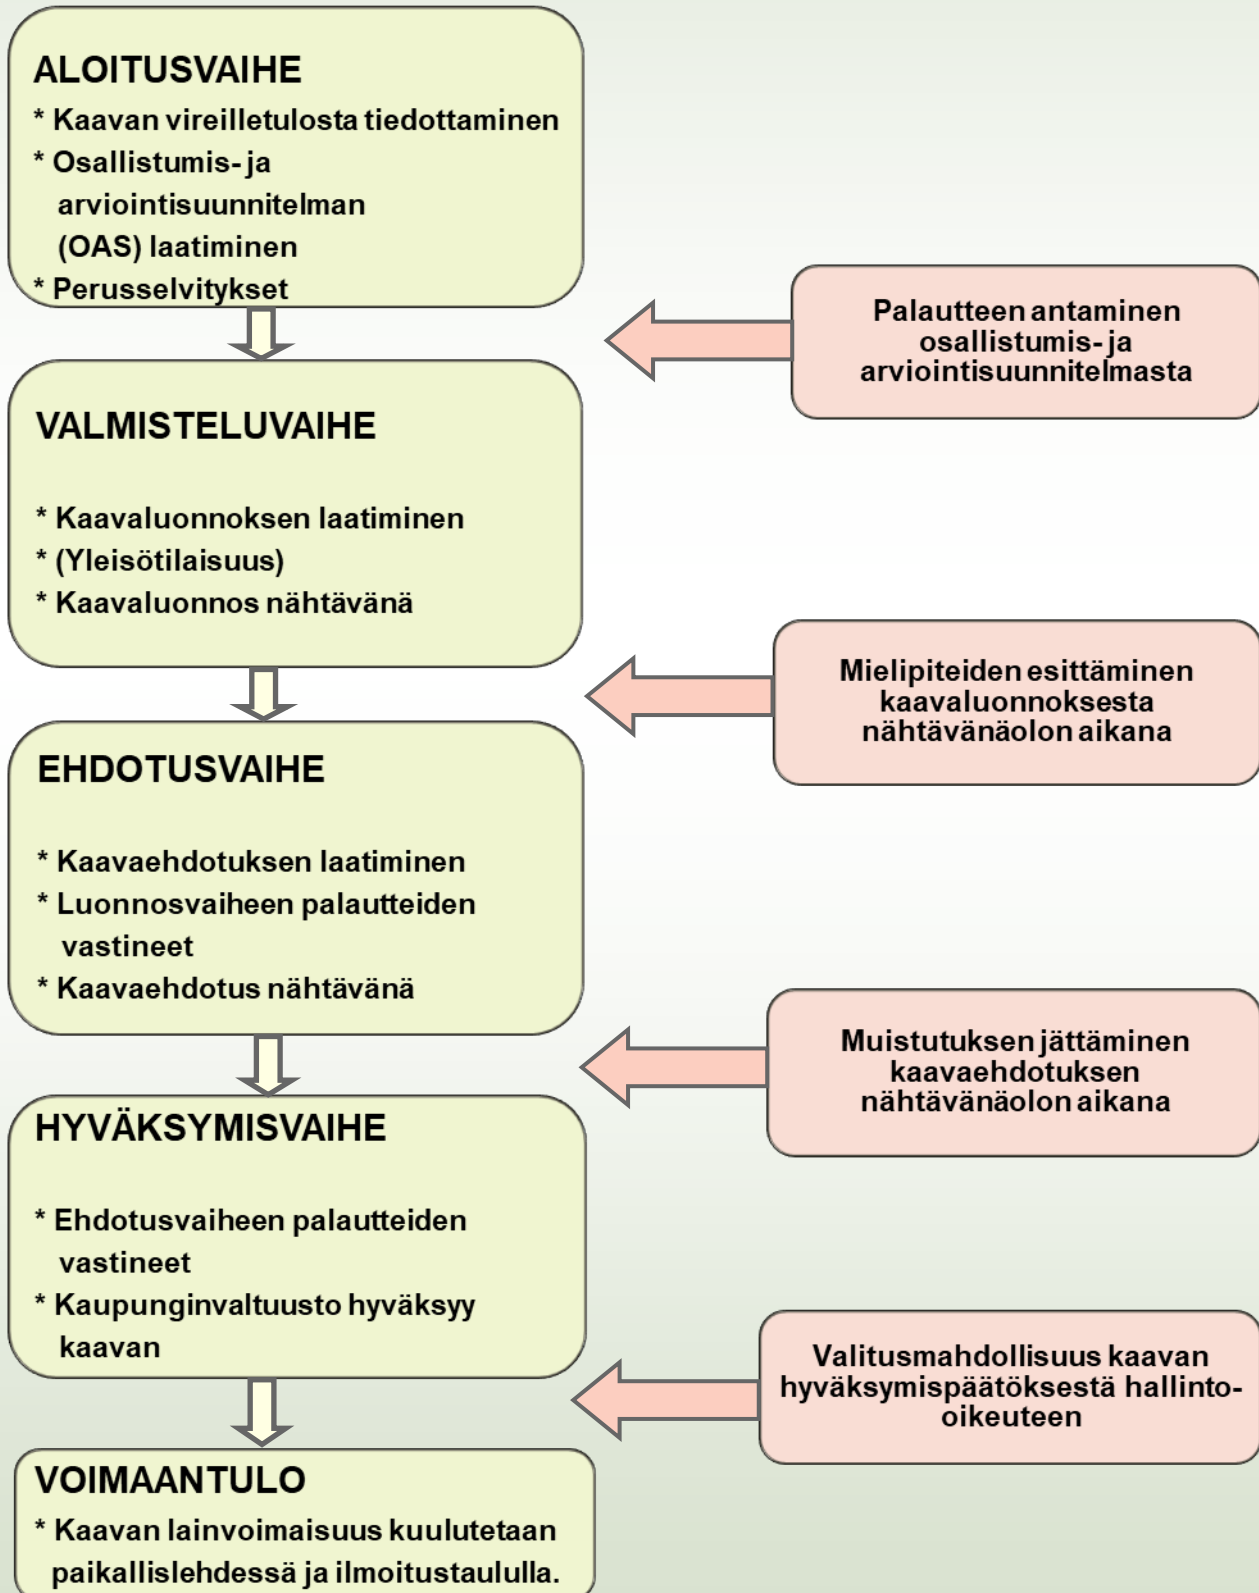 ALOITUSVAIHE
* Kaavan vireilletulosta tiedottaminen
* Osallistumis- ja
arviointisuunnitelman
(OAS) laatiminen
* Perusselvitykset
Palautteen antaminen
osallistumis- ja
arviointisuunnitelmasta
VALMISTELUVAIHE
* Kaavaluonnoksen laatiminen
* (Yleisötilaisuus)
* Kaavaluonnos nähtävänä
Mielipiteiden esittäminen
kaavaluonnoksesta
nähtävänäolon aikana
EHDOTUSVAIHE
* Kaavaehdotuksen laatiminen
* Luonnosvaiheen palautteiden
vastineet
* Kaavaehdotus nähtävänä
Muistutuksen jättäminen
kaavaehdotuksen
nähtävänäolon aikana
HYVÄKSYMISVAIHE
* Ehdotusvaiheen palautteiden
vastineet
* Kaupunginvaltuusto hyväksyy
kaavan
Valitusmahdollisuus kaavan
hyväksymispäätöksestä hallinto-
oikeuteen
VOIMAANTULO
* Kaavan lainvoimaisuus kuulutetaan
paikallislehdessä ja ilmoitustaululla.